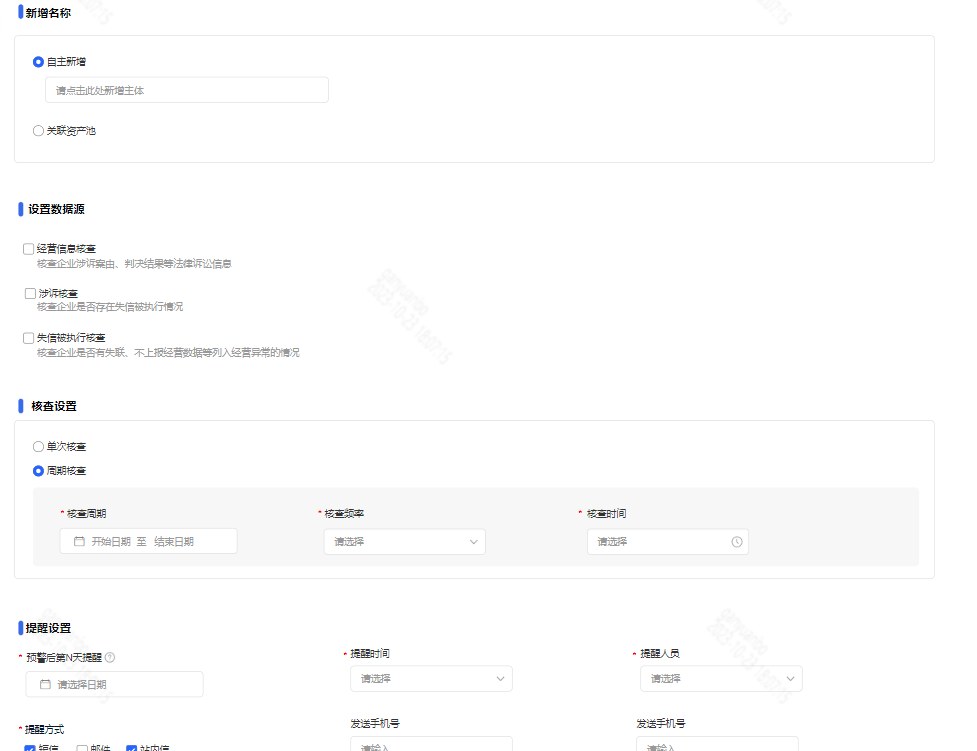 新增名称
自主新增
请点击此处新增主体
关联资产池
设置数据源
经营信息核查
核查企业涉诉案由、判决结果等法律诉讼信息
涉诉核查
核查企业是否存在失信被执行情况
失信被执行核查
核查企业是否有失联、不上报经营数据等列入经营异常的情况
核查设置
单次核查
周期核查
* 核查周期 * 核查频率 * 核查时间
开始日期 至 结束日期 请选择 请选择
提醒设置
* 预警后第N天提醒 * 提醒时间 * 提醒人员
请选择日期 请选择 请选择
* 提醒方式 发送手机号 发送手机号
短信 邮件 站内信 请输入 请输入